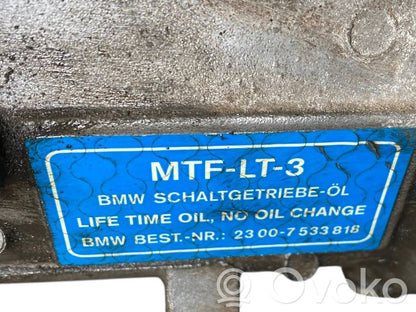 MTF-LT-3
BMW SCHALTGETRIEBE-ÖL
LIFE TIME OIL, NO OIL CHANGE
BMW BEST.-NR.: 23 00-7 533 818
Ovoko